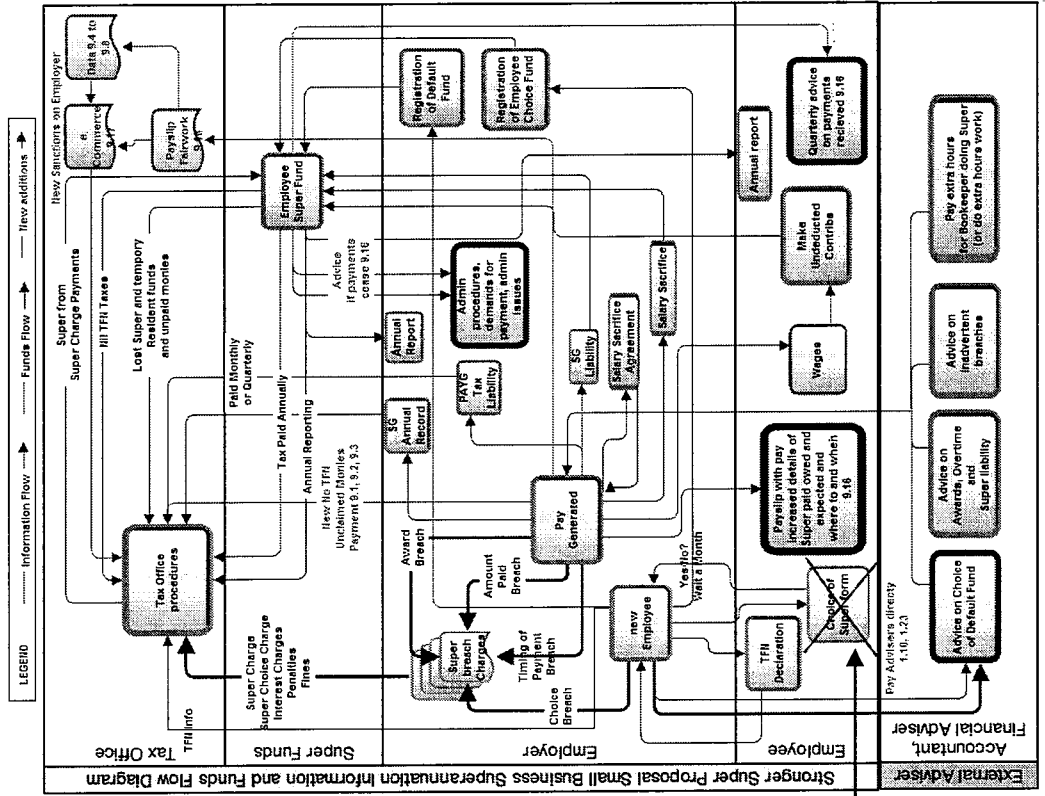 LEGEND
Information Flow
Funds Flow
New additions
Stronger Super Proposal Small Business Superannuation Information and Funds Flow Diagram
Tax Office
TFN Info
Tax Office
procedures
Super from
Super Charge Payments
Nil TFN Taxes
Lost Super and temporary
Resident funds
and unpaid monies
New Sanctions on Employer
e.
Commerce
Data 9.4 to
9.8
Payslip
Fairwork
Super Funds
Super Charge
Super Choice Charge
Interest Charges
Penalties
Fines
Tax Paid Annually
Annual Reporting
Paid Monthly
or Quarterly
New No TFN
Unclaimed Monies
Payment 9.1, 9.2, 9.3
Employee
Super Fund
Advice
if payments
cease 9.16
Employer
Super
breach
Charges
Award
Breach
Amount
Paid
Breach
Timing of
Payment
Breach
Choice
Breach
new
Employee
Pay
Generated
SG
Annual
Record
PAYG
Tax
Liability
Annual
Report
Admin
procedures,
demands for
payment, admin
issues
SG
Liability
Salary Sacrifice
Agreement
Salary Sacrifice
Registration
of Default
Fund
Registration
of Employee
Choice Fund
Yes/No?
Wait a Month
Employee
TFN
Declaration
Choice of
Super form
Payslip with pay
increased details of
Super paid owed and
expected and
where to and when
9.16
Wages
Make
Undeducted
Contribs
Annual report
Quarterly advice
on payments
recieved 9.16
External Adviser
Accountant,
Financial Adviser
Pay Advisers directy
1.10, 1.23
Advice on Choice
of Default Fund
Advice on
Awards, Overtime
and
Super liability
Advice on
inadvertent
breaches
Pay extra hours
for Bookeeper doing Super
(or do extra hours work)